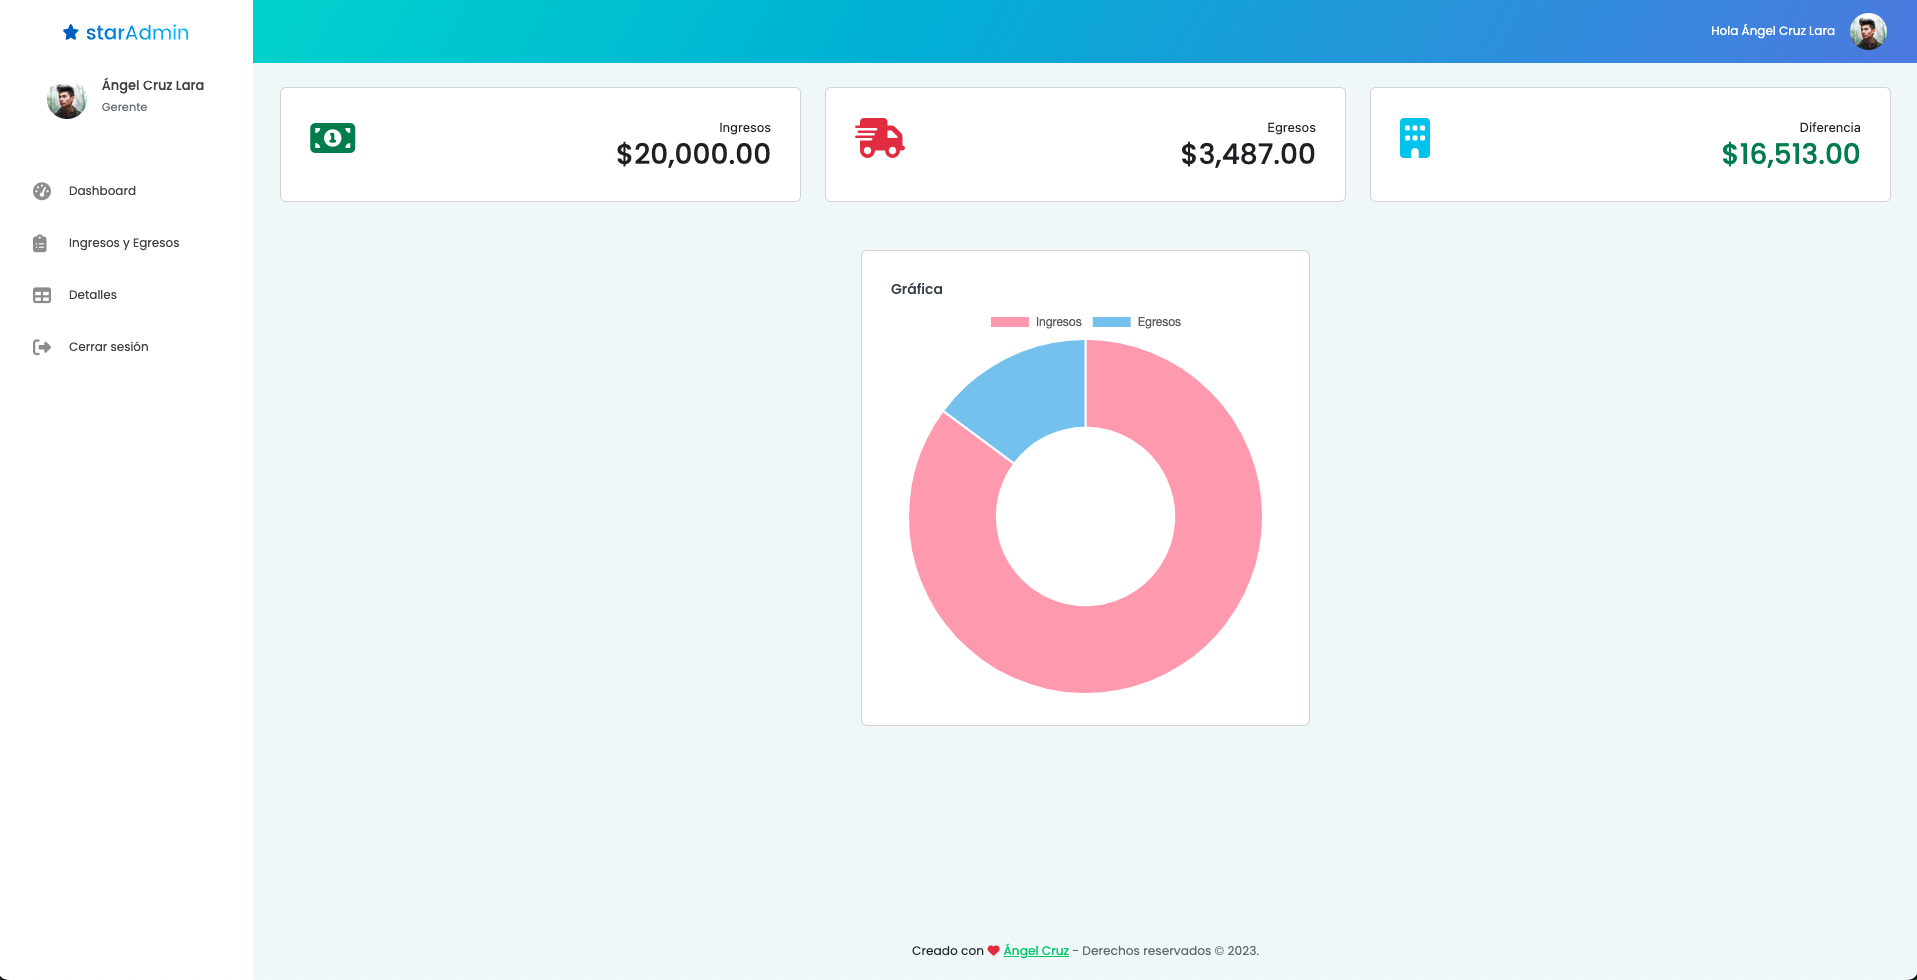 starAdmin
Hola Ángel Cruz Lara
Ángel Cruz Lara
Gerente
Dashboard
Ingresos y Egresos
Detalles
Cerrar sesión
Ingresos
$20,000.00
Egresos
$3,487.00
Diferencia
$16,513.00
Gráfica
Ingresos Egresos
Creado con Ángel Cruz - Derechos reservados © 2023.